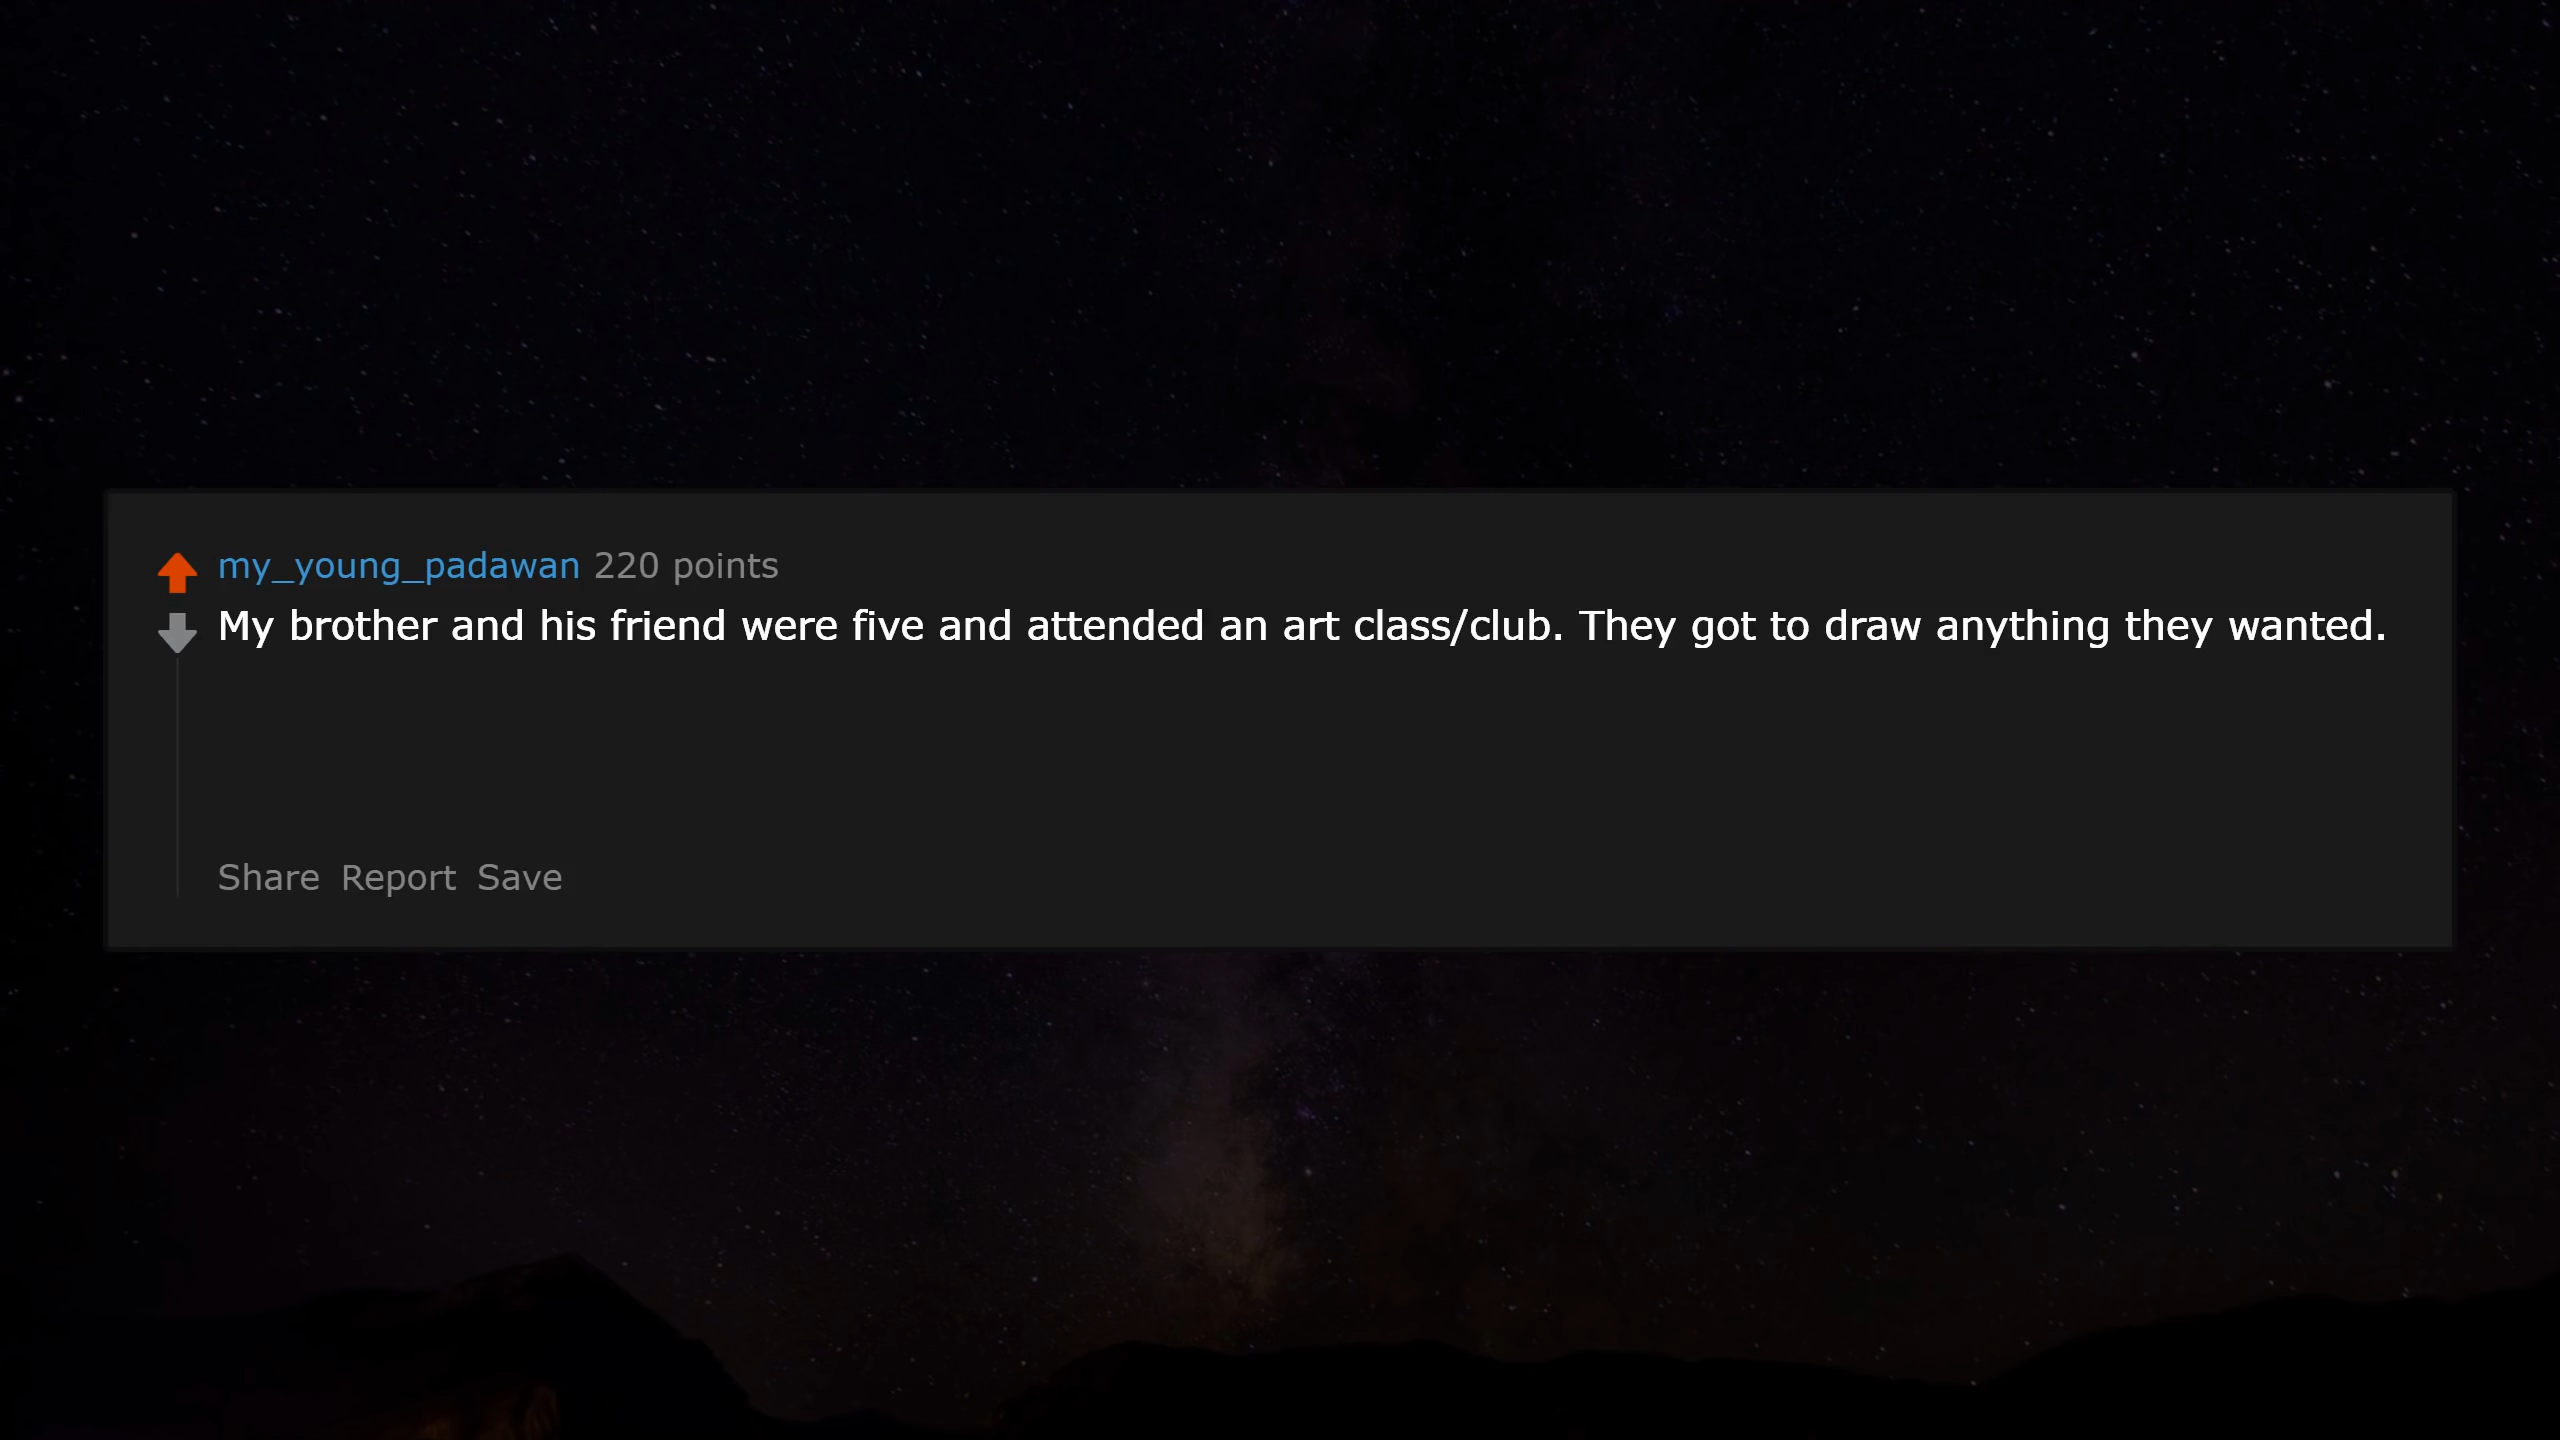 my_young_padawan 220 points
My brother and his friend were five and attended an art class/club. They got to draw anything they wanted.
Share Report Save